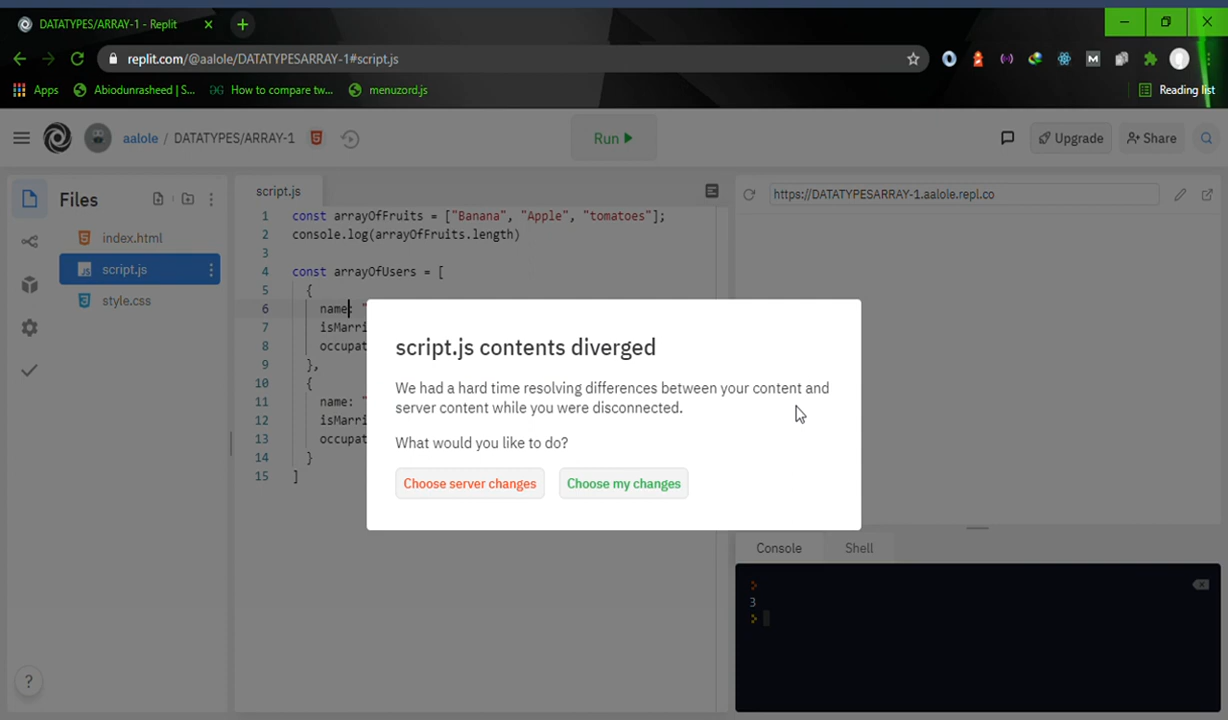 DATATYPES/ARRAY-1 - Replit
replit.com/@aalole/DATATYPESARRAY-1#script.js
Apps
Abiodunrasheed | S...
How to compare tw...
menuzord.js
Reading list
aalole / DATATYPES/ARRAY-1
Run
Upgrade
Share
Files
index.html
script.js
style.css
script.js
1 const arrayOfFruits = ["Banana", "Apple", "tomatoes"];
2 console.log(arrayOfFruits.length)
3
4 const arrayOfUsers = [
5 {
6 name: "
7 isMarri
8 occupat
9 },
10 {
11 name: "
12 isMarri
13 occupat
14 }
15 ]
script.js contents diverged
We had a hard time resolving differences between your content and
server content while you were disconnected.
What would you like to do?
Choose server changes
Choose my changes
https://DATATYPESARRAY-1.aalole.repl.co
Console
Shell
3
?